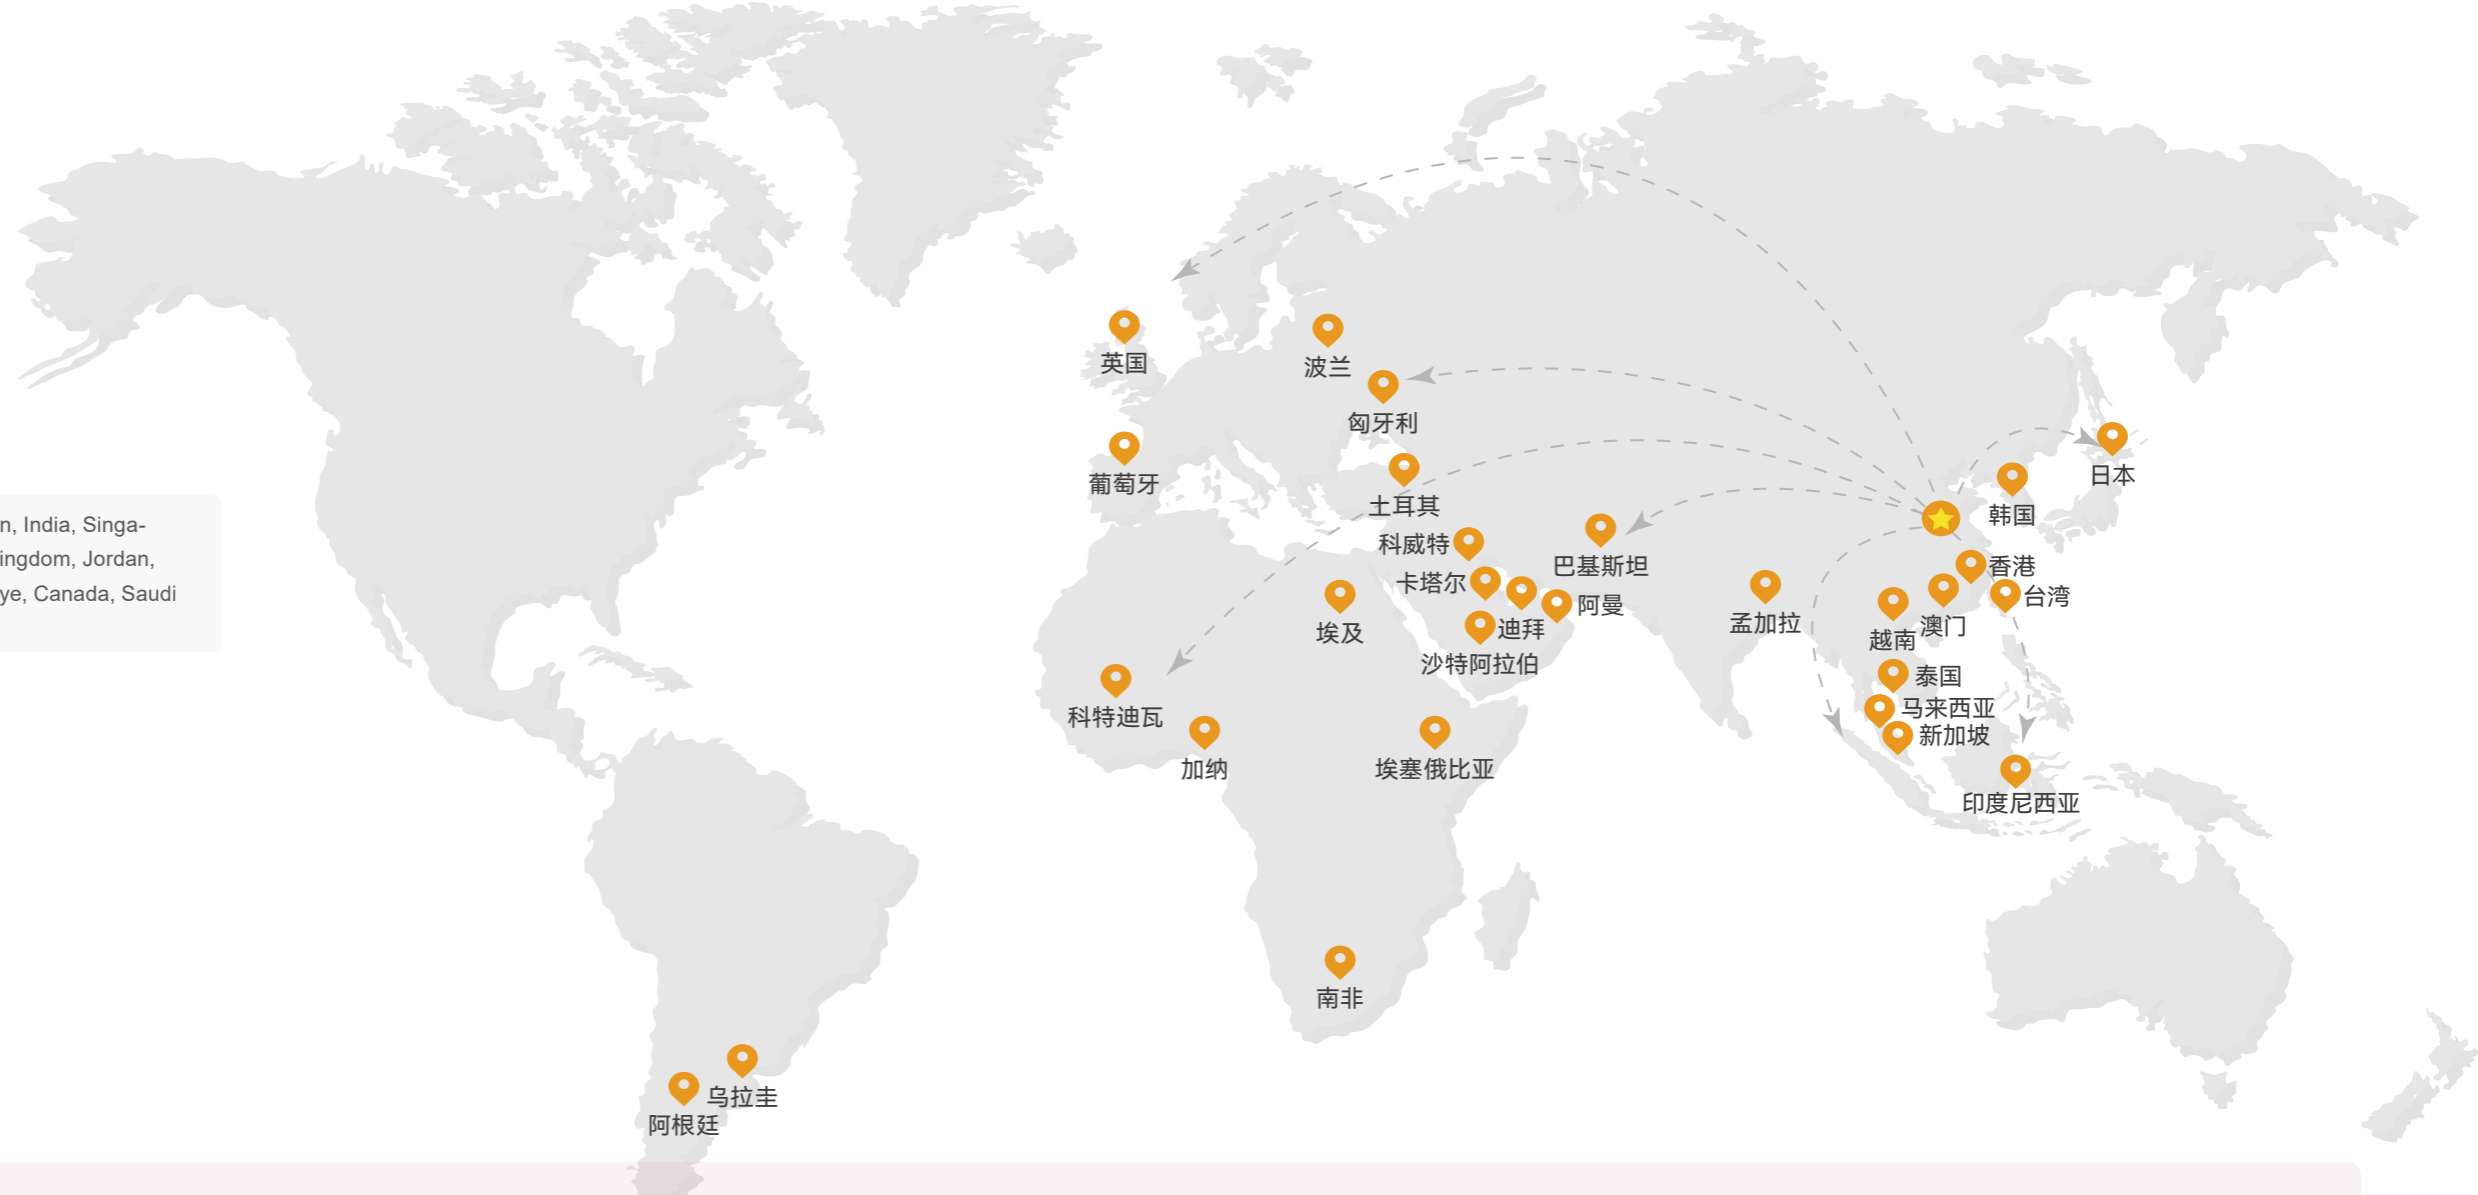 英国
波兰
匈牙利
葡萄牙
土耳其
日本
韩国
n, India, Singa-
ingdom, Jordan,
ye, Canada, Saudi
科威特
巴基斯坦
香港
卡塔尔
阿曼
台湾
埃及
迪拜
孟加拉
越南
澳门
沙特阿拉伯
泰国
科特迪瓦
马来西亚
新加坡
加纳
埃塞俄比亚
印度尼西亚
南非
乌拉圭
阿根廷